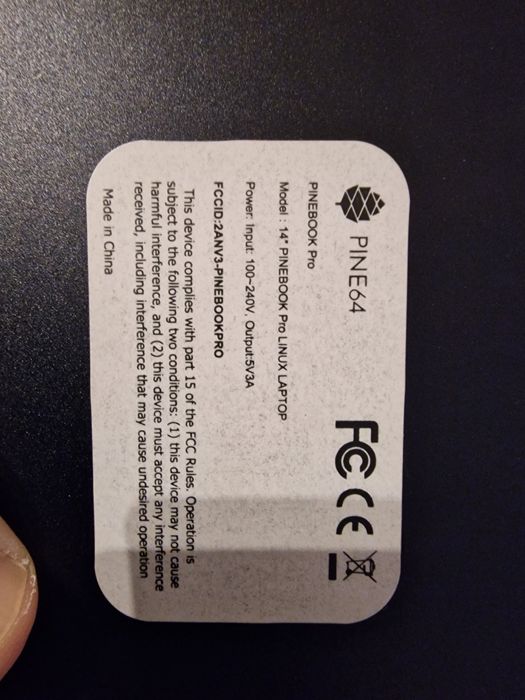 PINE64
FC CE
PINEBOOK Pro
Model : 14" PINEBOOK Pro LINUX LAPTOP
Power: Input: 100~240V, Output:5V3A
FCCID:2ANV3-PINEBOOKPRO
This device complies with part 15 of the FCC Rules. Operation is
subject to the following two conditions: (1) this device may not cause
harmful interference, and (2) this device must accept any interference
received, including interference that may cause undesired operation
Made in China